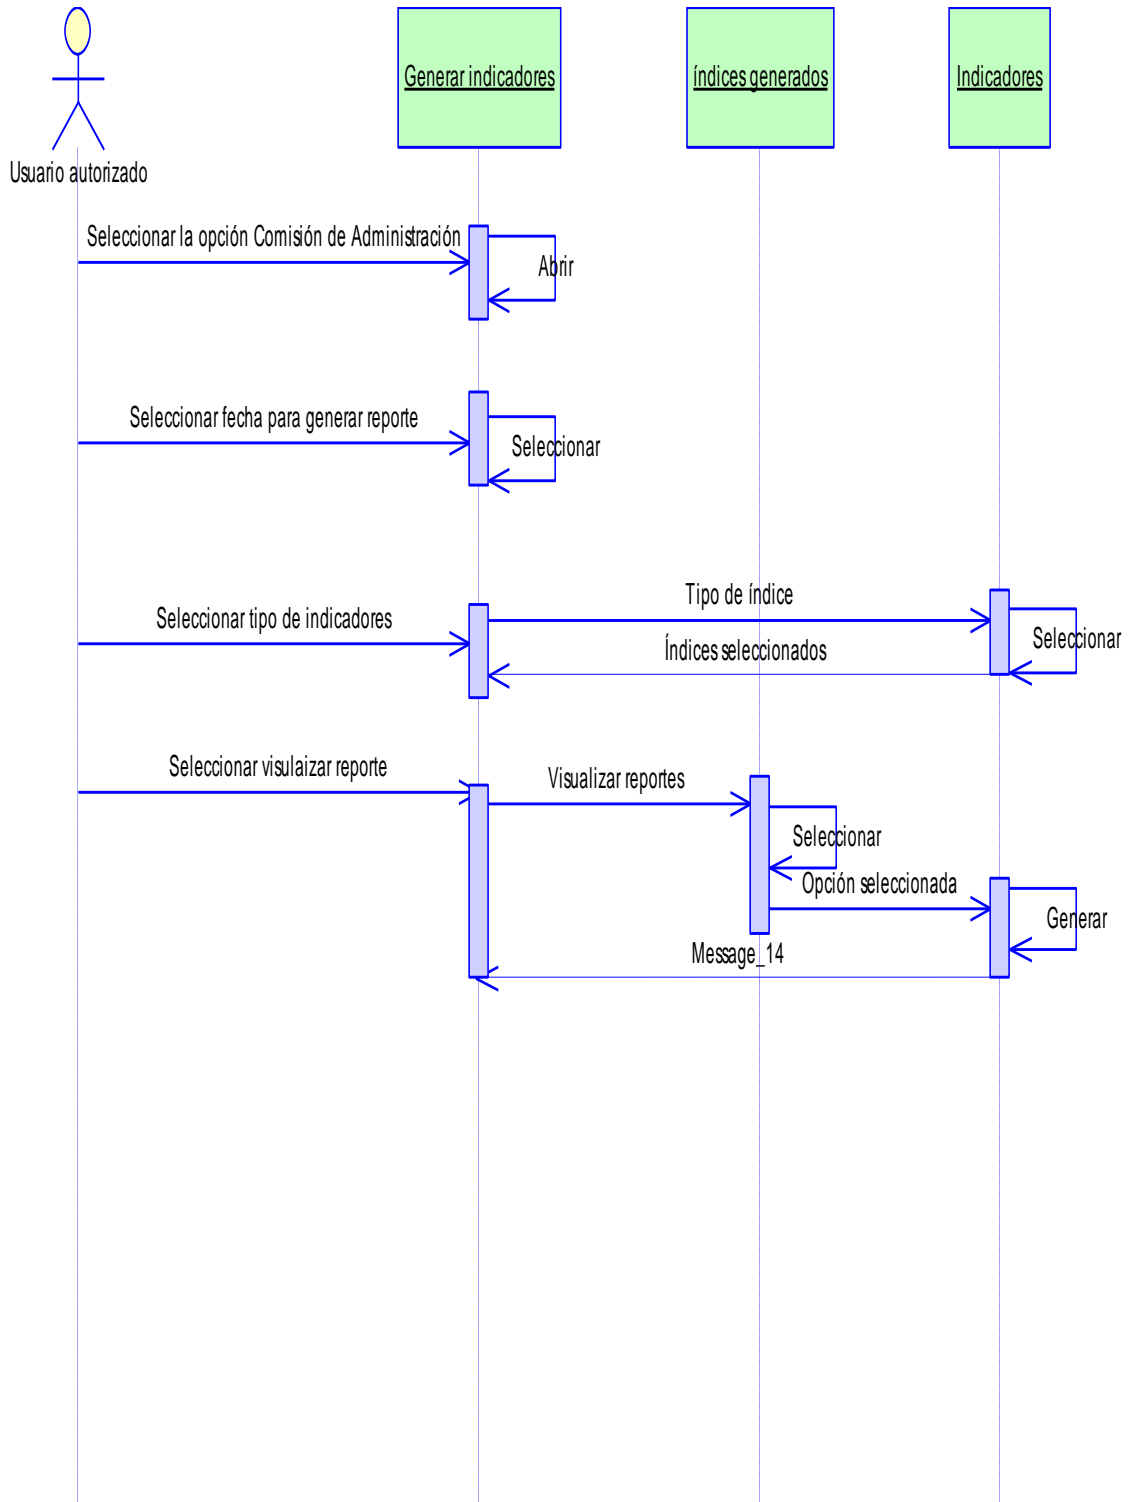 Generar indicadores
índices generados
Indicadores
Usuario autorizado
Seleccionar la opción Comisión de Administración
Abrir
Seleccionar fecha para generar reporte
Seleccionar
Tipo de índice
Seleccionar tipo de indicadores
Seleccionar
Índices seleccionados
Seleccionar visulaizar reporte
Visualizar reportes
Seleccionar
Opción seleccionada
Generar
Message_14